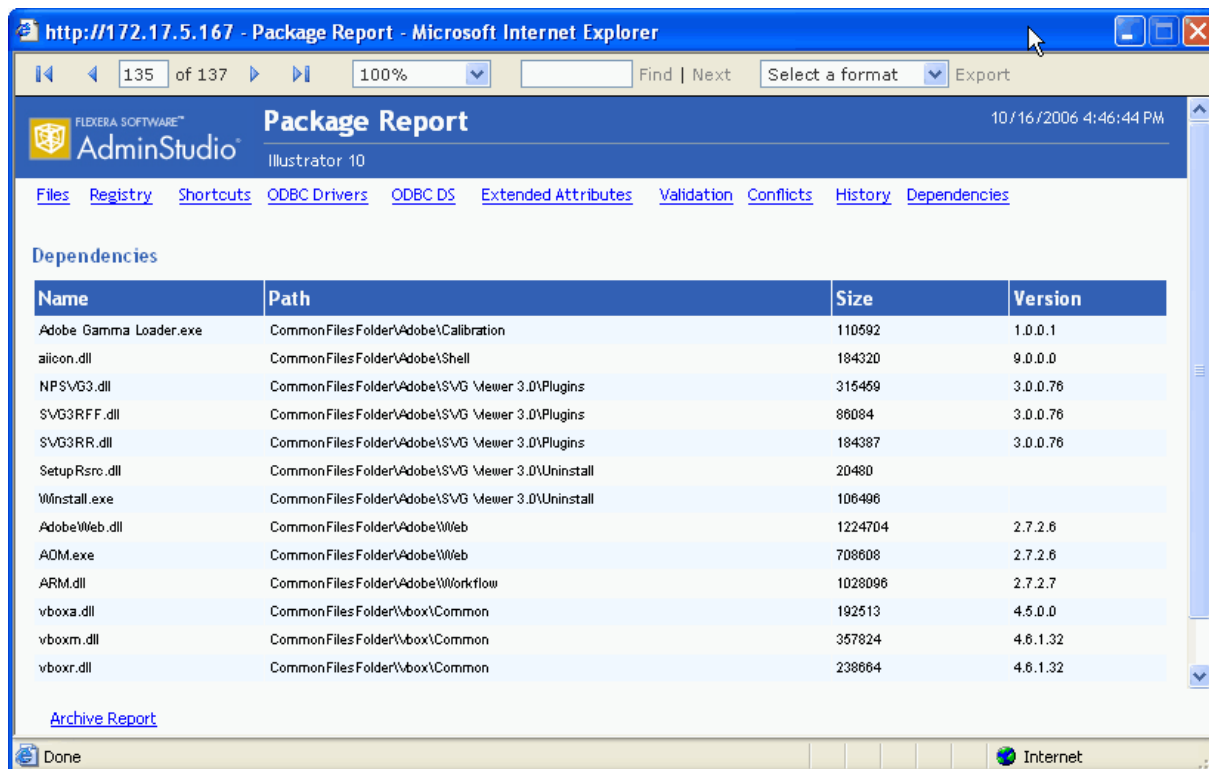 http://172.17.5.167 - Package Report - Microsoft Internet Explorer
135 of 137 100% Find | Next Select a format Export
FLEXERA SOFTWARE™
AdminStudio®
Package Report
10/16/2006 4:46:44 PM
Illustrator 10
Files Registry Shortcuts ODBC Drivers ODBC DS Extended Attributes Validation Conflicts History Dependencies
Dependencies
Name Path Size Version
Adobe Gamma Loader.exe CommonFilesFolder\Adobe\Calibration 110592 1.0.0.1
aiicon.dll CommonFilesFolder\Adobe\Shell 184320 9.0.0.0
NPSVG3.dll CommonFilesFolder\Adobe\SVG Viewer 3.0\Plugins 315459 3.0.0.76
SVG3RFF.dll CommonFilesFolder\Adobe\SVG Viewer 3.0\Plugins 86084 3.0.0.76
SVG3RR.dll CommonFilesFolder\Adobe\SVG Viewer 3.0\Plugins 184387 3.0.0.76
SetupRsrc.dll CommonFilesFolder\Adobe\SVG Viewer 3.0\Uninstall 20480
Winstall.exe CommonFilesFolder\Adobe\SVG Viewer 3.0\Uninstall 106496
AdobeWeb.dll CommonFilesFolder\Adobe\Web 1224704 2.7.2.6
AOM.exe CommonFilesFolder\Adobe\Web 708608 2.7.2.6
ARM.dll CommonFilesFolder\Adobe\Workflow 1028096 2.7.2.7
vboxa.dll CommonFilesFolder\Vbox\Common 192513 4.5.0.0
vboxm.dll CommonFilesFolder\Vbox\Common 357824 4.6.1.32
vboxr.dll CommonFilesFolder\Vbox\Common 238664 4.6.1.32
Archive Report
Done Internet